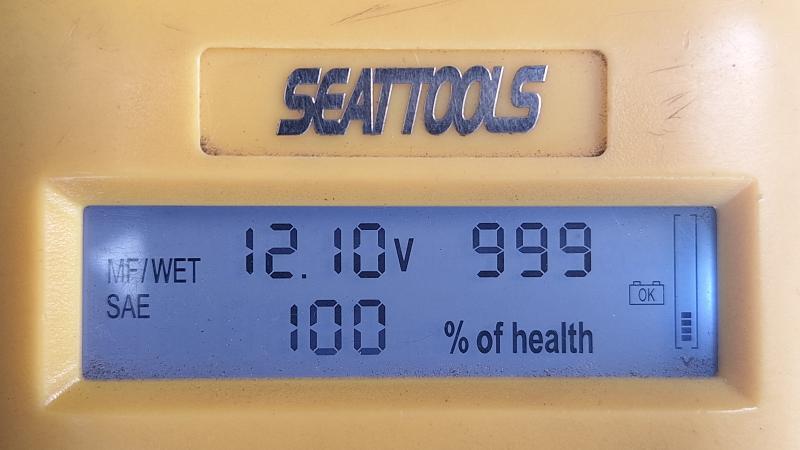 SEATTOOLS
MF/WET 12.10V 999
SAE 100 % of health
OK
V